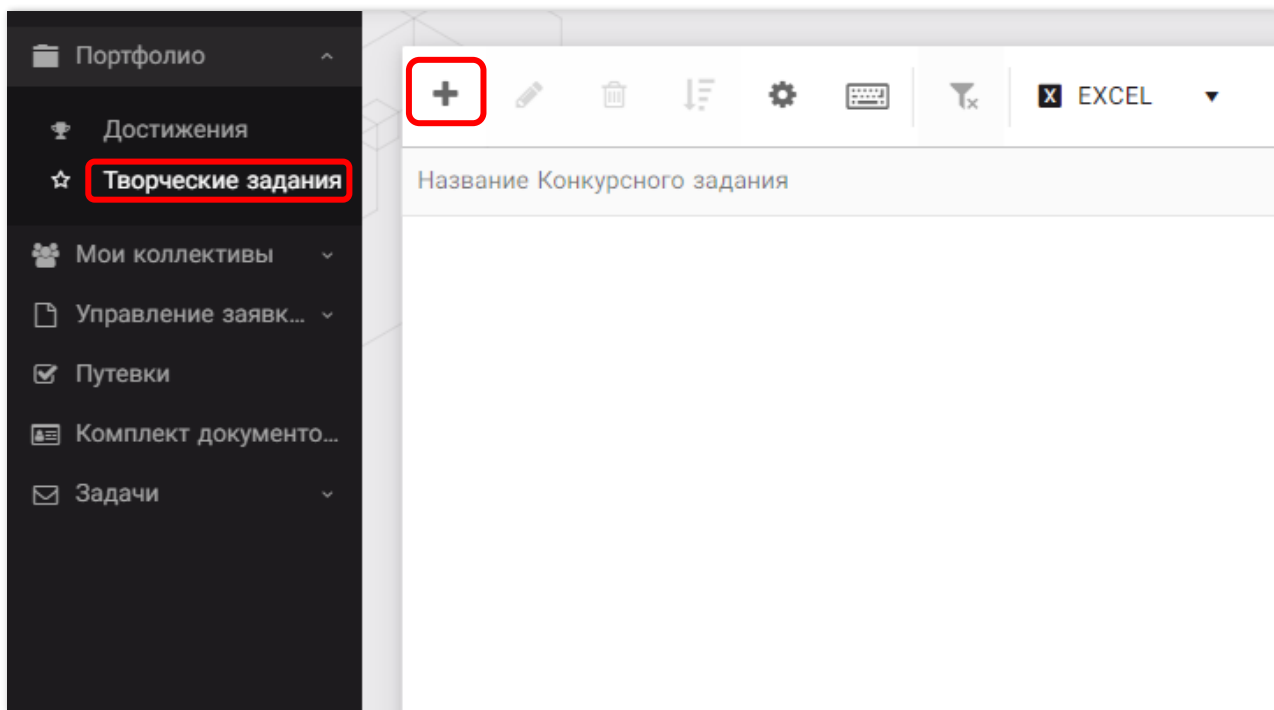 Портфолио
Достижения
Творческие задания
Мои коллективы
Управление заявк...
Путевки
Комплект документо...
Задачи
X EXCEL
Название Конкурсного задания